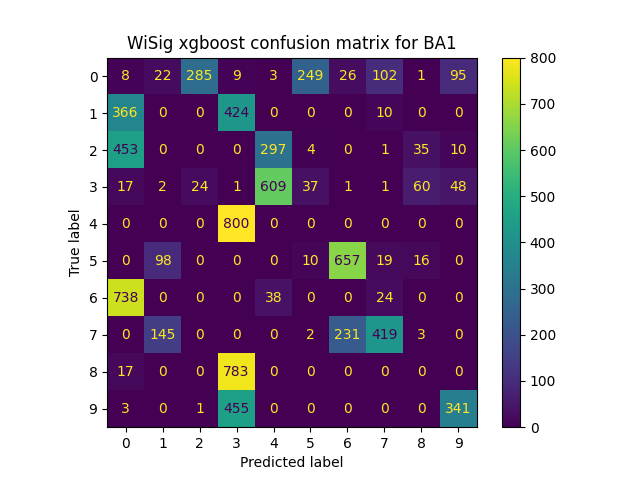 WiSig xgboost confusion matrix for BA1
0 8 22 285 9 3 249 26 102 1 95
1 366 0 0 424 0 0 0 10 0 0
2 453 0 0 0 297 4 0 1 35 10
3 17 2 24 1 609 37 1 1 60 48
4 0 0 0 800 0 0 0 0 0 0
5 0 98 0 0 0 10 657 19 16 0
6 738 0 0 0 38 0 0 24 0 0
7 0 145 0 0 0 2 231 419 3 0
8 17 0 0 783 0 0 0 0 0 0
9 3 0 1 455 0 0 0 0 0 341
0 1 2 3 4 5 6 7 8 9
Predicted label
True label
800
700
600
500
400
300
200
100
0